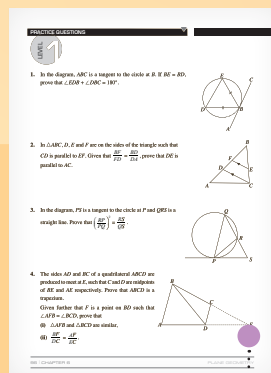 PRACTICE QUESTIONS
LEVEL 1
1. In the diagram, ABC is a tangent to the circle at B. If BE = BD,
prove that ∠EDB + ∠DBC = 180°.
E
C
D
B
A
2. In △ABC, D, E and F are on the sides of the triangle such that
CD is parallel to EF. Given that BF/FD = BD/DA, prove that DE is
parallel to AC.
B
F
D
E
A
C
3. In the diagram, PS is a tangent to the circle at P and QRS is a
straight line. Prove that (RP/PQ)² = RS/QS.
Q
R
P
S
4. The sides AD and BC of a quadrilateral ABCD are
produced to meet at E, such that C and D are midpoints
of BE and AE respectively. Prove that ABCD is a
trapezium.
Given further that F is a point on BD such that
∠AFB = ∠BCD, prove that
(i) △AFB and △BCD are similar,
(ii) BF/DC = AF/BC.
B
C
A
D
E
CHAPTER 8
PLANE GEOMETRY